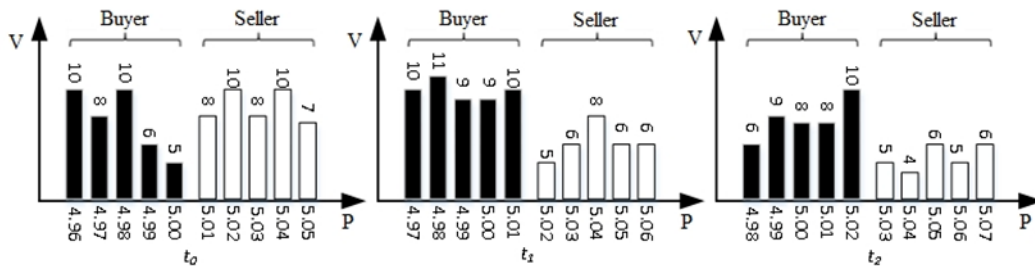 Buyer Seller
V
10 8 10 6 5 8 10 8 10 7
4.96 4.97 4.98 4.99 5.00 5.01 5.02 5.03 5.04 5.05 P
t0
Buyer Seller
V
10 11 9 9 10 5 6 8 6 6
4.97 4.98 4.99 5.00 5.01 5.02 5.03 5.04 5.05 5.06 P
t1
Buyer Seller
V
6 9 8 8 10 5 4 6 5 6
4.98 4.99 5.00 5.01 5.02 5.03 5.04 5.05 5.06 5.07 P
t2